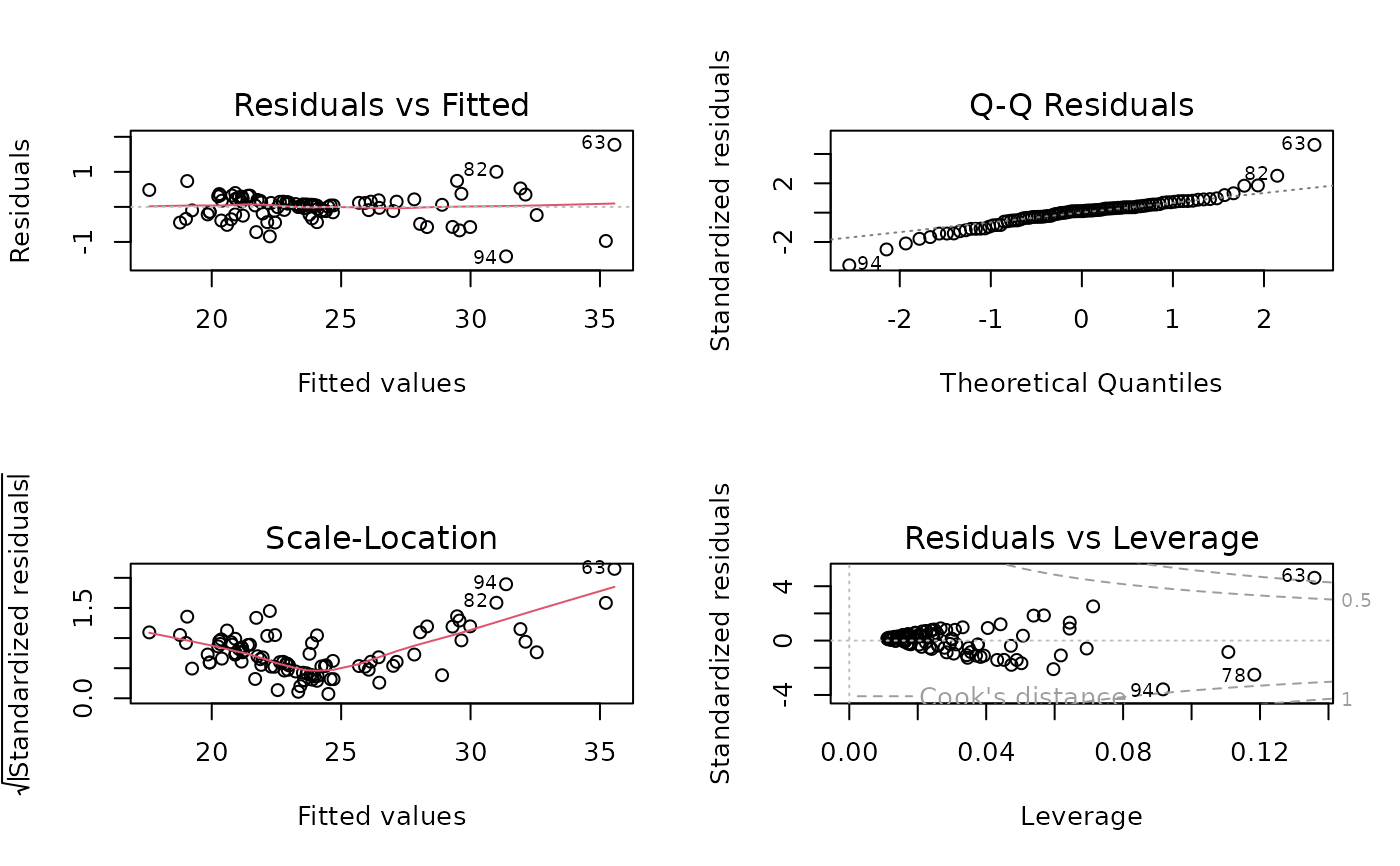 Residuals vs Fitted
Residuals
1
-1
63
82
94
20 25 30 35
Fitted values
Q-Q Residuals
Standardized residuals
2
-2
63
82
94
-2 -1 0 1 2
Theoretical Quantiles
Scale-Location
√|Standardized residuals|
1.5
0.0
63
94
82
20 25 30 35
Fitted values
Residuals vs Leverage
Standardized residuals
4
0
-4
63
0.5
78
94
1
Cook's distance
0.00 0.04 0.08 0.12
Leverage